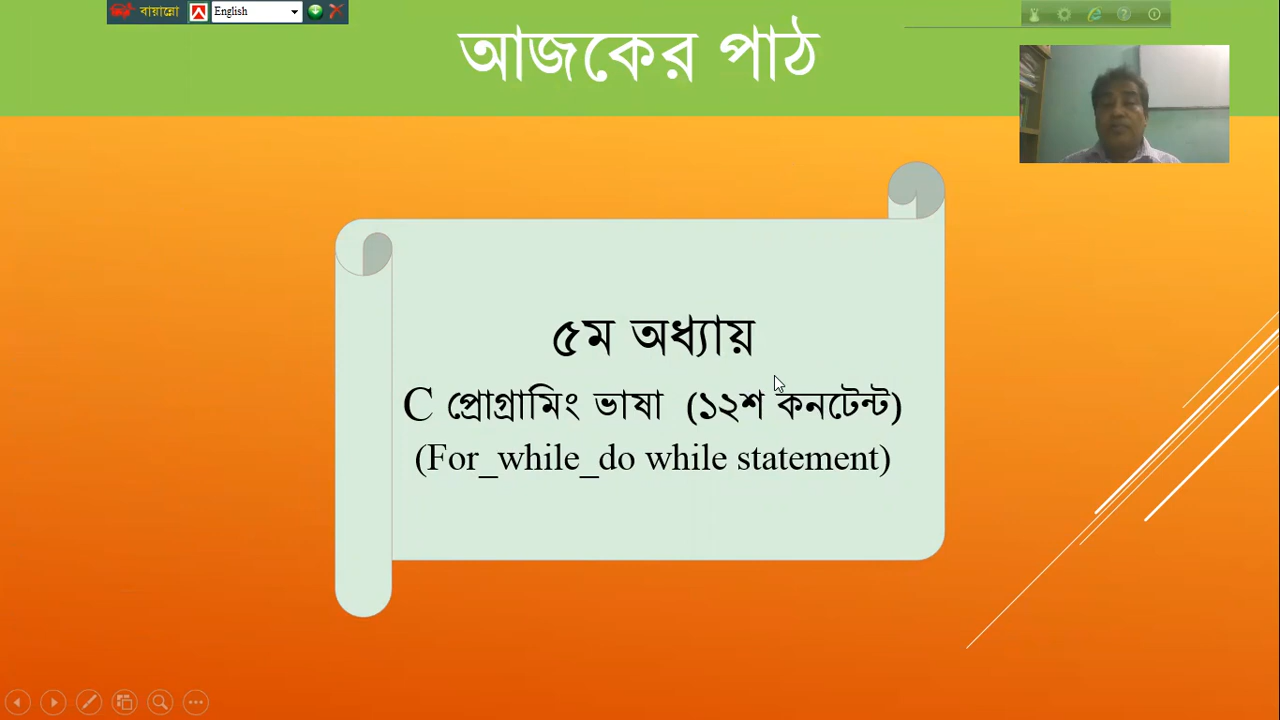 বায়ান্নো English
আজকের পাঠ
৫ম অধ্যায়
C প্রোগ্রামিং ভাষা (১২শ কনটেন্ট)
(For_while_do while statement)